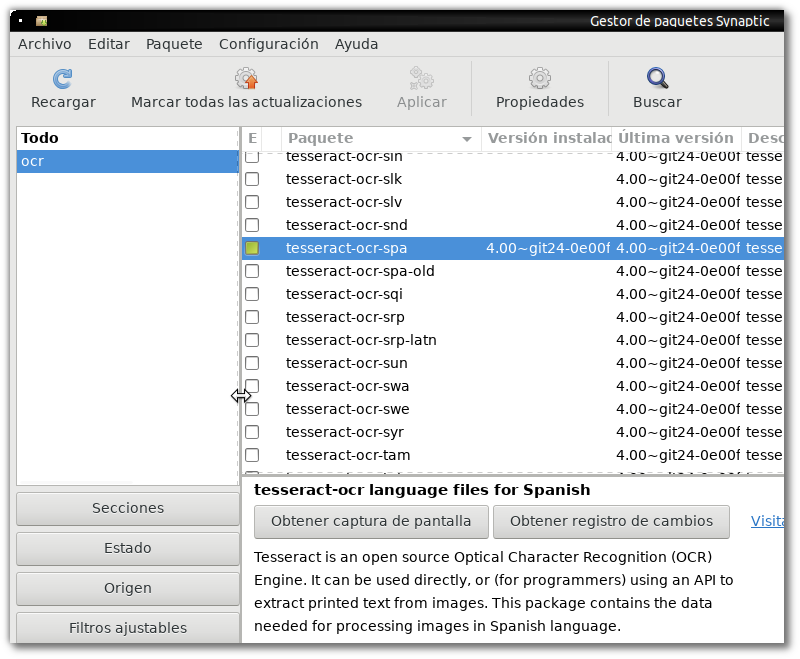 Gestor de paquetes Synaptic
Archivo Editar Paquete Configuración Ayuda
Recargar Marcar todas las actualizaciones Aplicar Propiedades Buscar
Todo
ocr
E Paquete Versión instalac Última versión Desc
tesseract-ocr-sin 4.00~git24-0e00f tesse
tesseract-ocr-slk 4.00~git24-0e00f tesse
tesseract-ocr-slv 4.00~git24-0e00f tesse
tesseract-ocr-snd 4.00~git24-0e00f tesse
tesseract-ocr-spa 4.00~git24-0e00f 4.00~git24-0e00f tesse
tesseract-ocr-spa-old 4.00~git24-0e00f tesse
tesseract-ocr-sqi 4.00~git24-0e00f tesse
tesseract-ocr-srp 4.00~git24-0e00f tesse
tesseract-ocr-srp-latn 4.00~git24-0e00f tesse
tesseract-ocr-sun 4.00~git24-0e00f tesse
tesseract-ocr-swa 4.00~git24-0e00f tesse
tesseract-ocr-swe 4.00~git24-0e00f tesse
tesseract-ocr-syr 4.00~git24-0e00f tesse
tesseract-ocr-tam 4.00~git24-0e00f tesse
Secciones
Estado
Origen
Filtros ajustables
tesseract-ocr language files for Spanish
Obtener captura de pantalla Obtener registro de cambios Visita
Tesseract is an open source Optical Character Recognition (OCR)
Engine. It can be used directly, or (for programmers) using an API to
extract printed text from images. This package contains the data
needed for processing images in Spanish language.